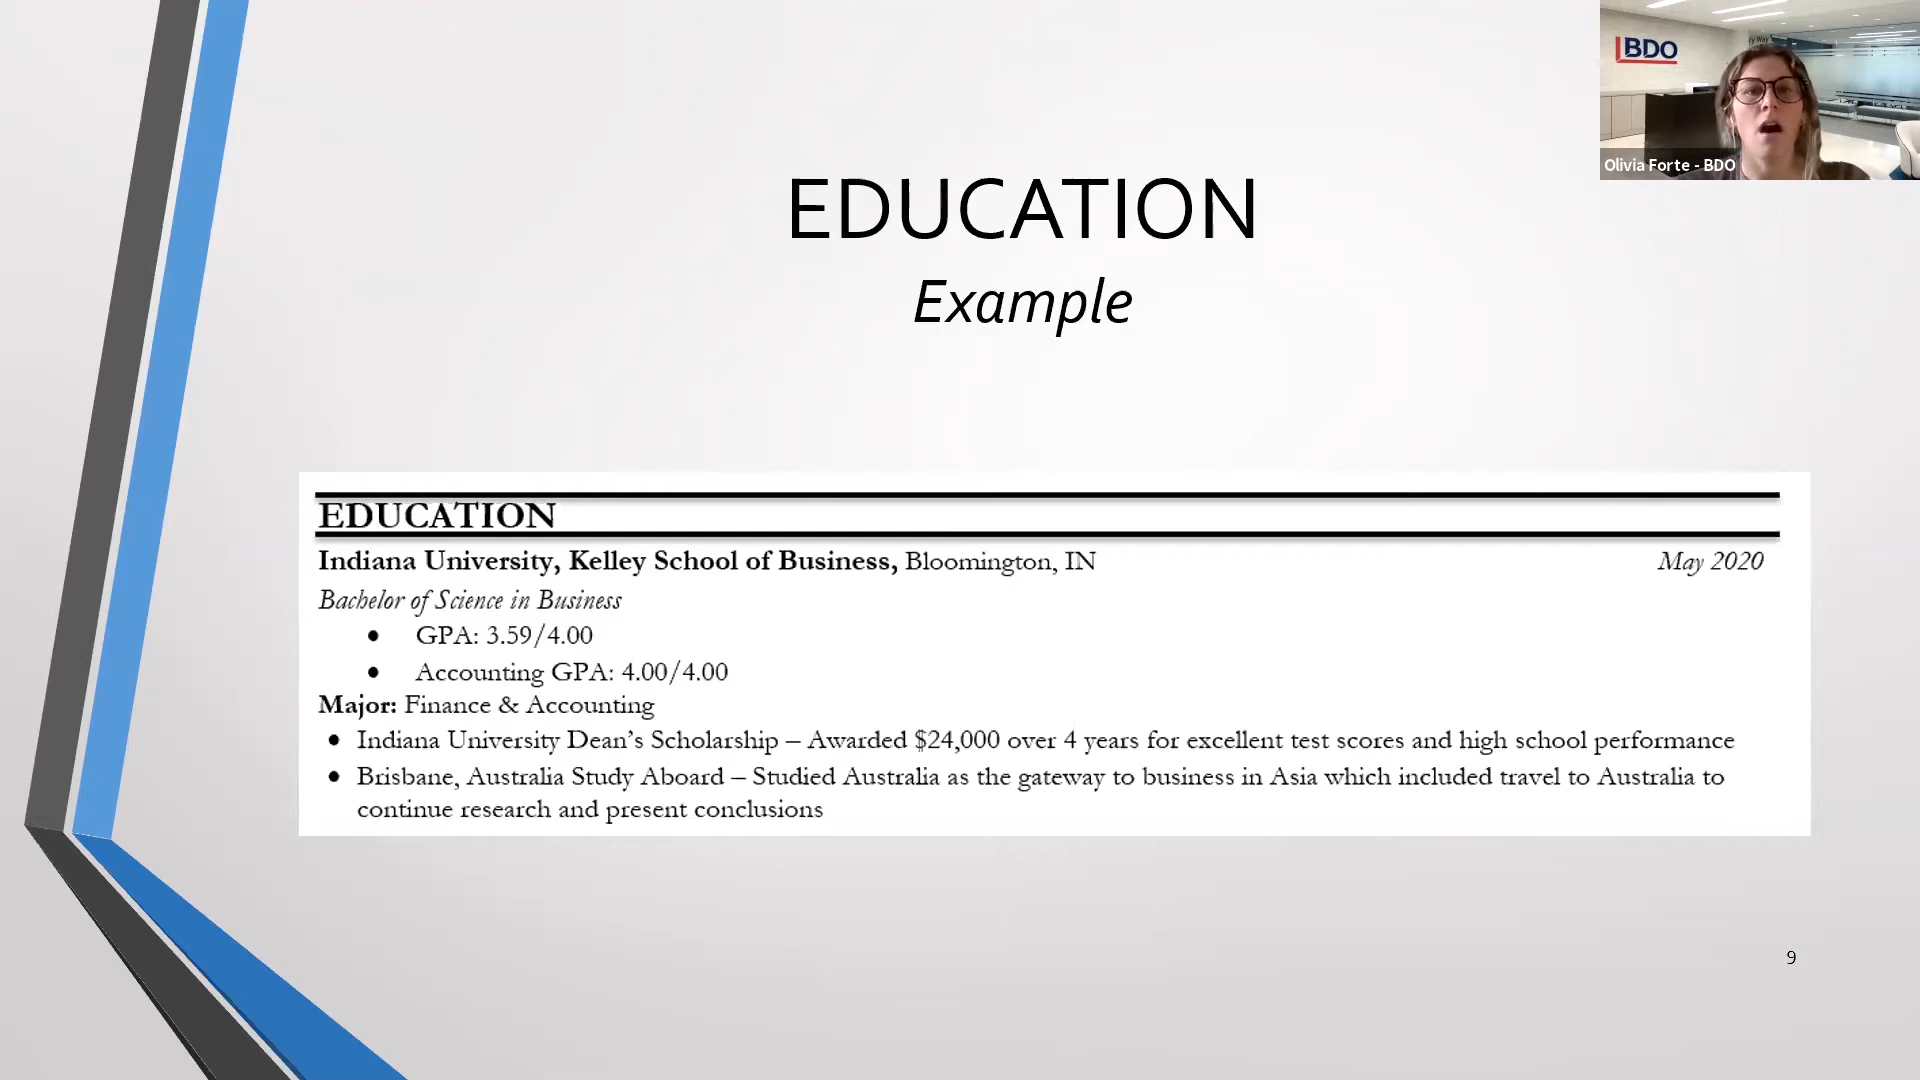 BDO
Olivia Forte - BDO
EDUCATION
Example
EDUCATION
Indiana University, Kelley School of Business, Bloomington, IN May 2020
Bachelor of Science in Business
• GPA: 3.59/4.00
• Accounting GPA: 4.00/4.00
Major: Finance & Accounting
• Indiana University Dean's Scholarship – Awarded $24,000 over 4 years for excellent test scores and high school performance
• Brisbane, Australia Study Aboard – Studied Australia as the gateway to business in Asia which included travel to Australia to
continue research and present conclusions
9